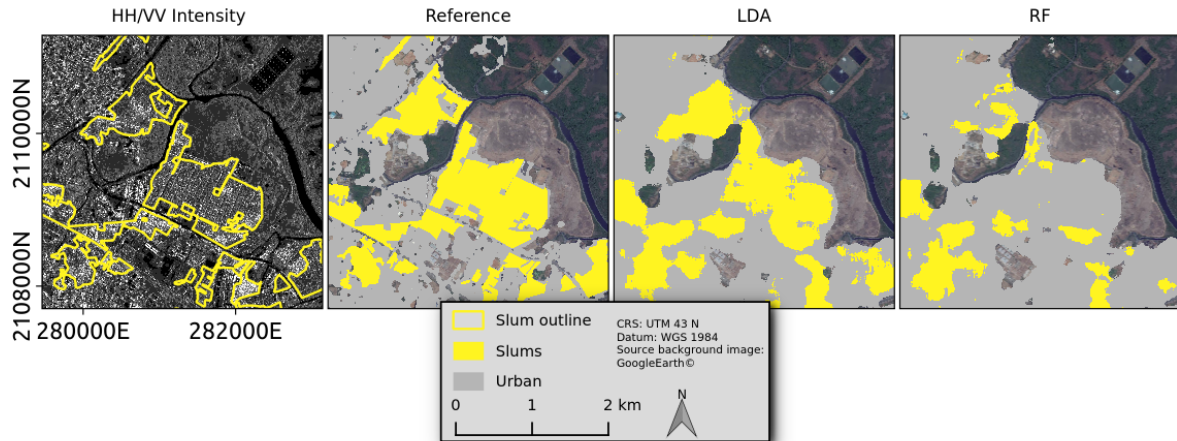 HH/VV Intensity
Reference
LDA
RF
2110000N
2108000N
280000E
282000E
Slum outline
Slums
Urban
CRS: UTM 43 N
Datum: WGS 1984
Source background image:
GoogleEarth©
N
0
1
2 km